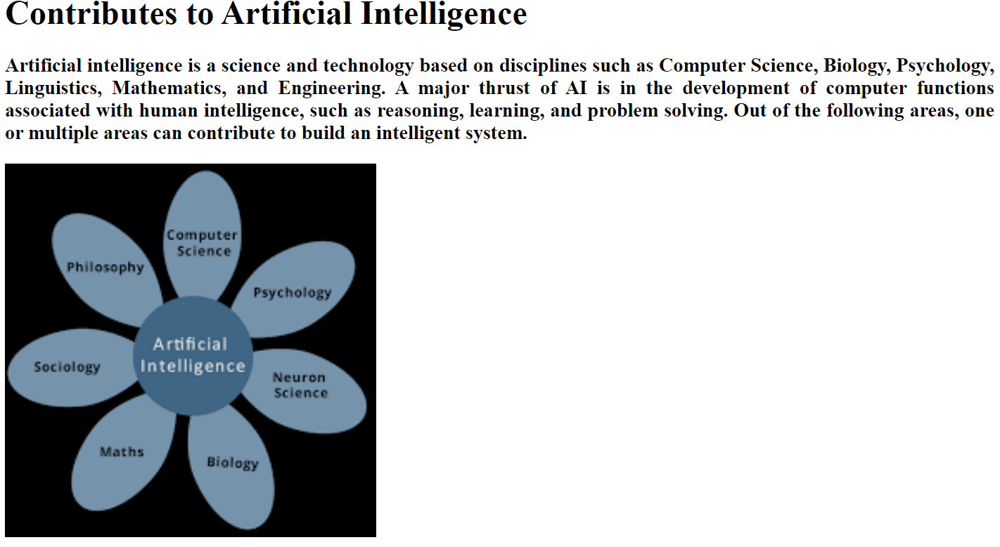 Contributes to Artificial Intelligence
Artificial intelligence is a science and technology based on disciplines such as Computer Science, Biology, Psychology,
Linguistics, Mathematics, and Engineering. A major thrust of AI is in the development of computer functions
associated with human intelligence, such as reasoning, learning, and problem solving. Out of the following areas, one
or multiple areas can contribute to build an intelligent system.
Computer
Science
Philosophy
Psychology
Artificial
Intelligence
Sociology
Neuron
Science
Maths
Biology